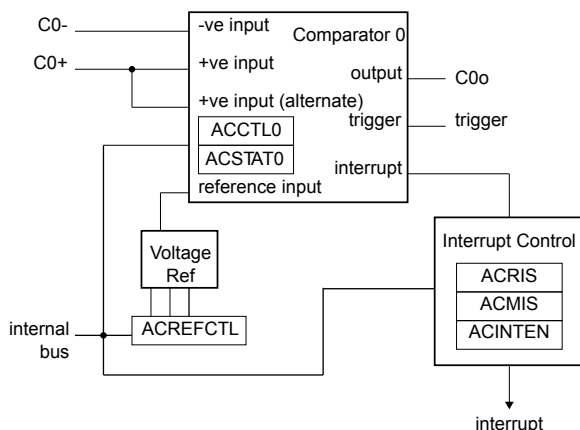 C0-
-ve input
Comparator 0
C0+
+ve input
output
C0o
+ve input (alternate)
trigger
trigger
ACCTL0
ACSTAT0
interrupt
reference input
Voltage
Ref
Interrupt Control
ACRIS
ACMIS
ACINTEN
internal
bus
ACREFCTL
interrupt